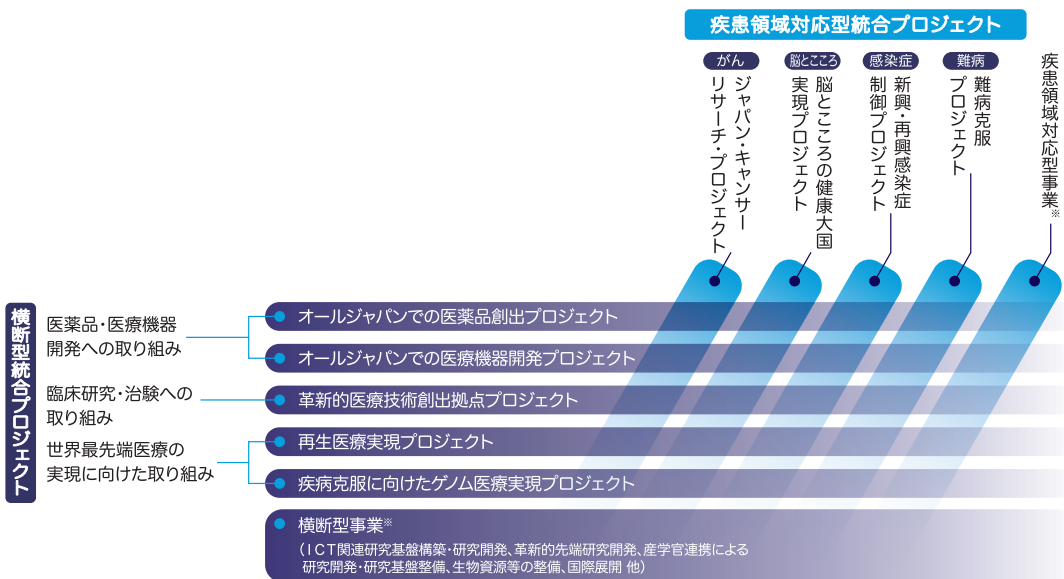 疾患領域対応型統合プロジェクト
がん
ジャパン・キャンサー
リサーチ・プロジェクト
脳とこころ
脳とこころの健康大国
実現プロジェクト
感染症
新興・再興感染症
制御プロジェクト
難病
難病克服
プロジェクト
疾患領域対応型事業※
横断型統合プロジェクト
医薬品・医療機器
開発への取り組み
オールジャパンでの医薬品創出プロジェクト
オールジャパンでの医療機器開発プロジェクト
臨床研究・治験への
取り組み
革新的医療技術創出拠点プロジェクト
世界最先端医療の
実現に向けた取り組み
再生医療実現プロジェクト
疾病克服に向けたゲノム医療実現プロジェクト
横断型事業※
（ICT関連研究基盤構築・研究開発、革新的先端研究開発、産学官連携による
研究開発・研究基盤整備、生物資源等の整備、国際展開 他）